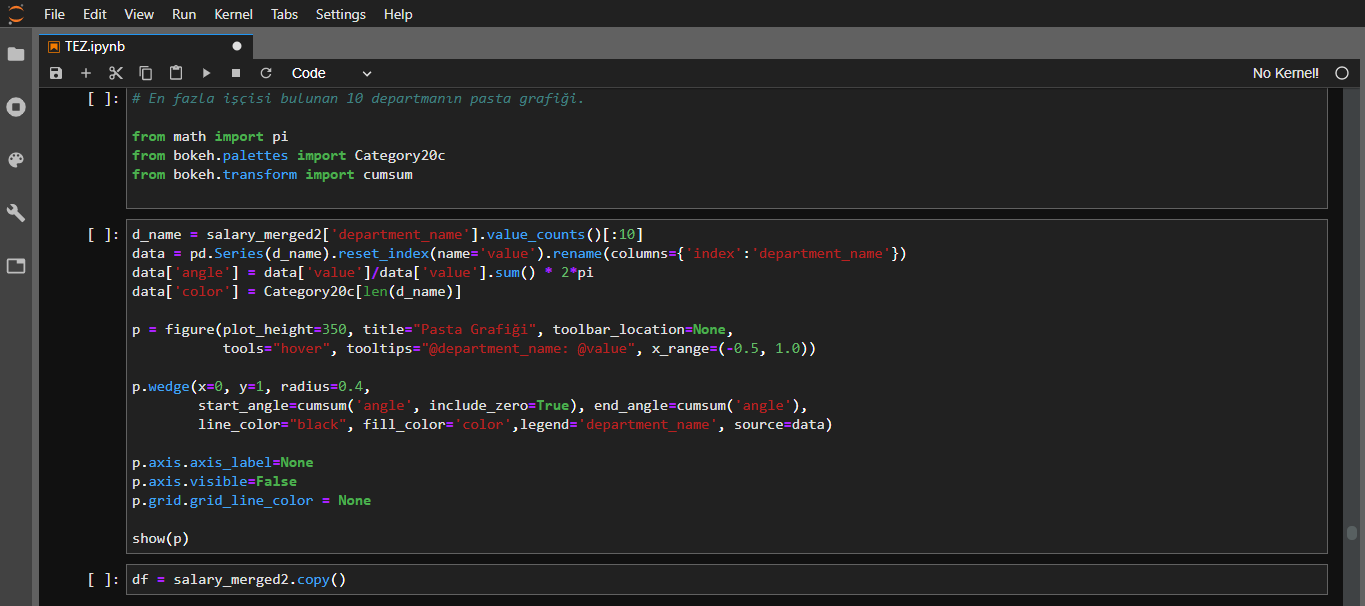 File Edit View Run Kernel Tabs Settings Help
TEZ.ipynb
Code No Kernel!
[ ]: # En fazla işçisi bulunan 10 departmanın pasta grafiği.
from math import pi
from bokeh.palettes import Category20c
from bokeh.transform import cumsum
[ ]: d_name = salary_merged2['department_name'].value_counts()[:10]
data = pd.Series(d_name).reset_index(name='value').rename(columns={'index':'department_name'})
data['angle'] = data['value']/data['value'].sum() * 2*pi
data['color'] = Category20c[len(d_name)]
p = figure(plot_height=350, title="Pasta Grafiği", toolbar_location=None,
tools="hover", tooltips="@department_name: @value", x_range=(-0.5, 1.0))
p.wedge(x=0, y=1, radius=0.4,
start_angle=cumsum('angle', include_zero=True), end_angle=cumsum('angle'),
line_color="black", fill_color='color',legend='department_name', source=data)
p.axis.axis_label=None
p.axis.visible=False
p.grid.grid_line_color = None
show(p)
[ ]: df = salary_merged2.copy()